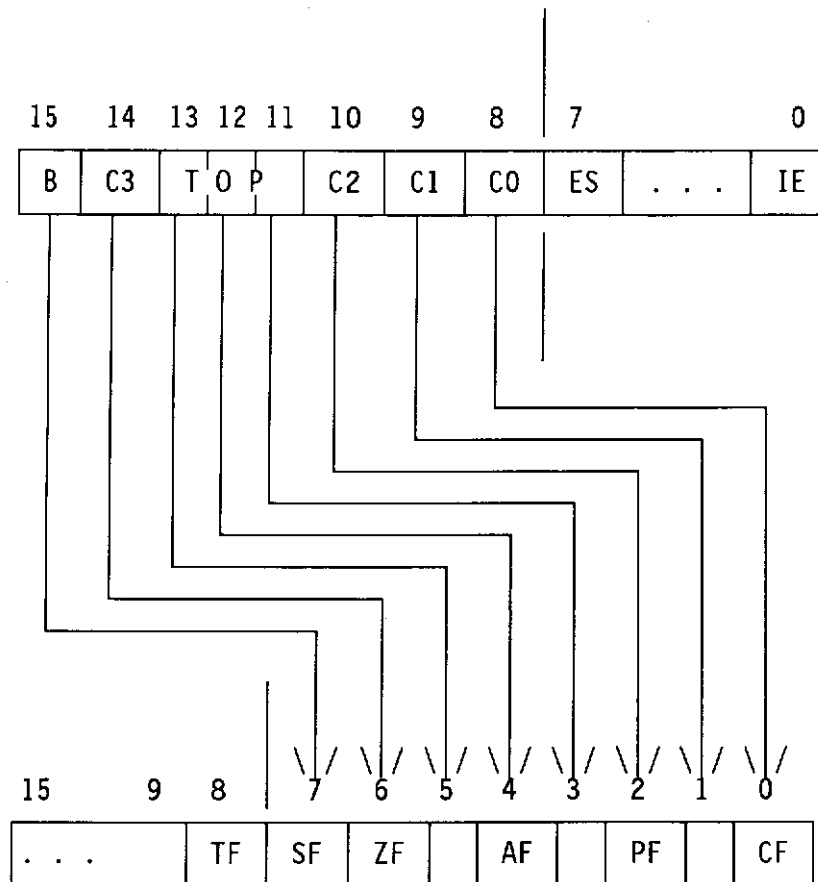 15 14 13 12 11 10 9 8 7 0
B C3 T O P C2 C1 C0 ES . . . IE
15 9 8 7 6 5 4 3 2 1 0
. . . TF SF ZF AF PF CF